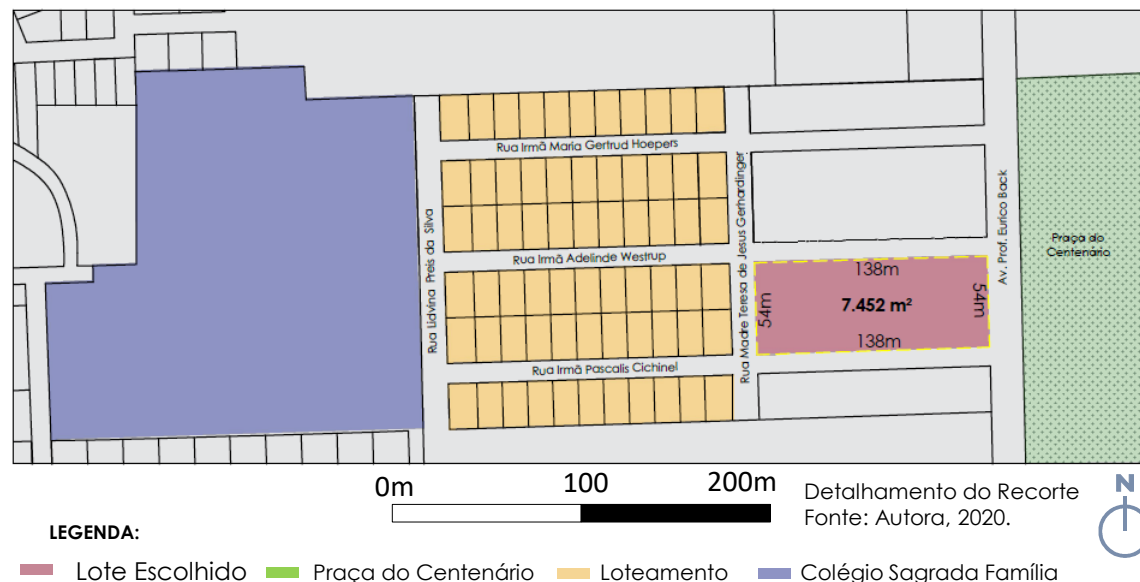 Rua Irmã Maria Gertrud Hoepers
Rua Lidvina Preis da Silva
Rua Madre Teresa de Jesus Gerhardinger
Av. Prof. Eurico Back
Praça do
Centenário
Rua Irmã Adelinde Westrup
138m
54m
7.452 m²
54m
138m
Rua Irmã Pascalis Cichinel
0m 100 200m
Detalhamento do Recorte
Fonte: Autora, 2020.
N
LEGENDA:
Lote Escolhido Praça do Centenário Loteamento Colégio Sagrada Família